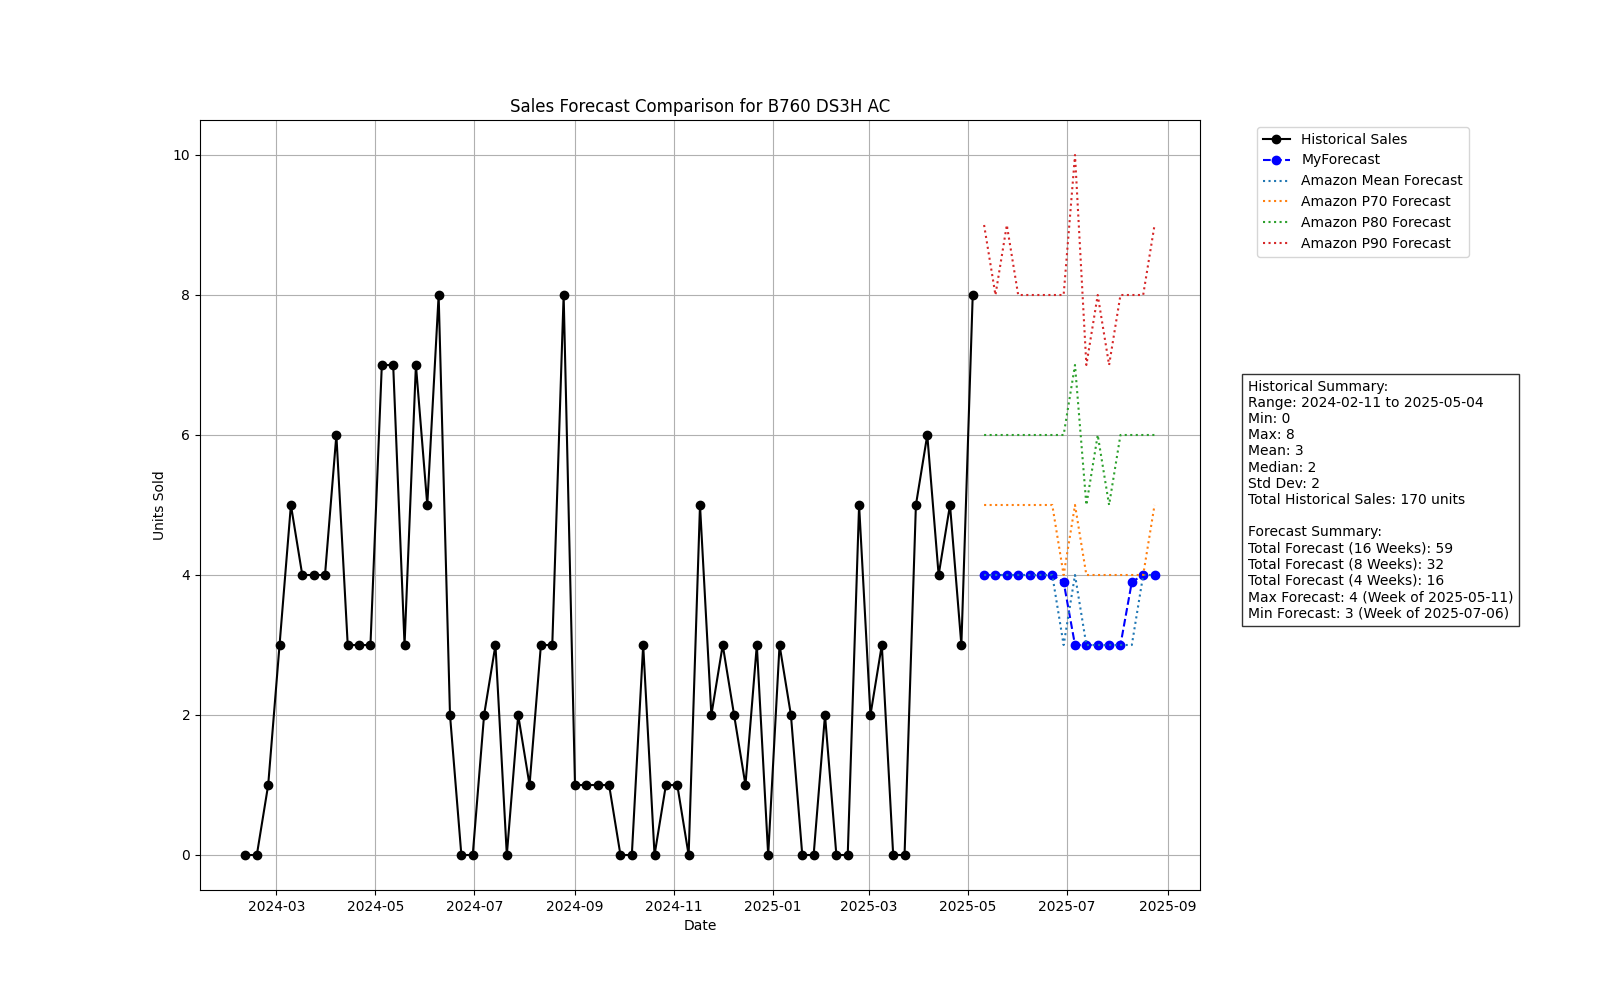 Sales Forecast Comparison for B760 DS3H AC
Units Sold
10
8
6
4
2
0
2024-03
2024-05
2024-07
2024-09
2024-11
2025-01
2025-03
2025-05
2025-07
2025-09
Date
Historical Sales
MyForecast
Amazon Mean Forecast
Amazon P70 Forecast
Amazon P80 Forecast
Amazon P90 Forecast
Historical Summary:
Range: 2024-02-11 to 2025-05-04
Min: 0
Max: 8
Mean: 3
Median: 2
Std Dev: 2
Total Historical Sales: 170 units
Forecast Summary:
Total Forecast (16 Weeks): 59
Total Forecast (8 Weeks): 32
Total Forecast (4 Weeks): 16
Max Forecast: 4 (Week of 2025-05-11)
Min Forecast: 3 (Week of 2025-07-06)